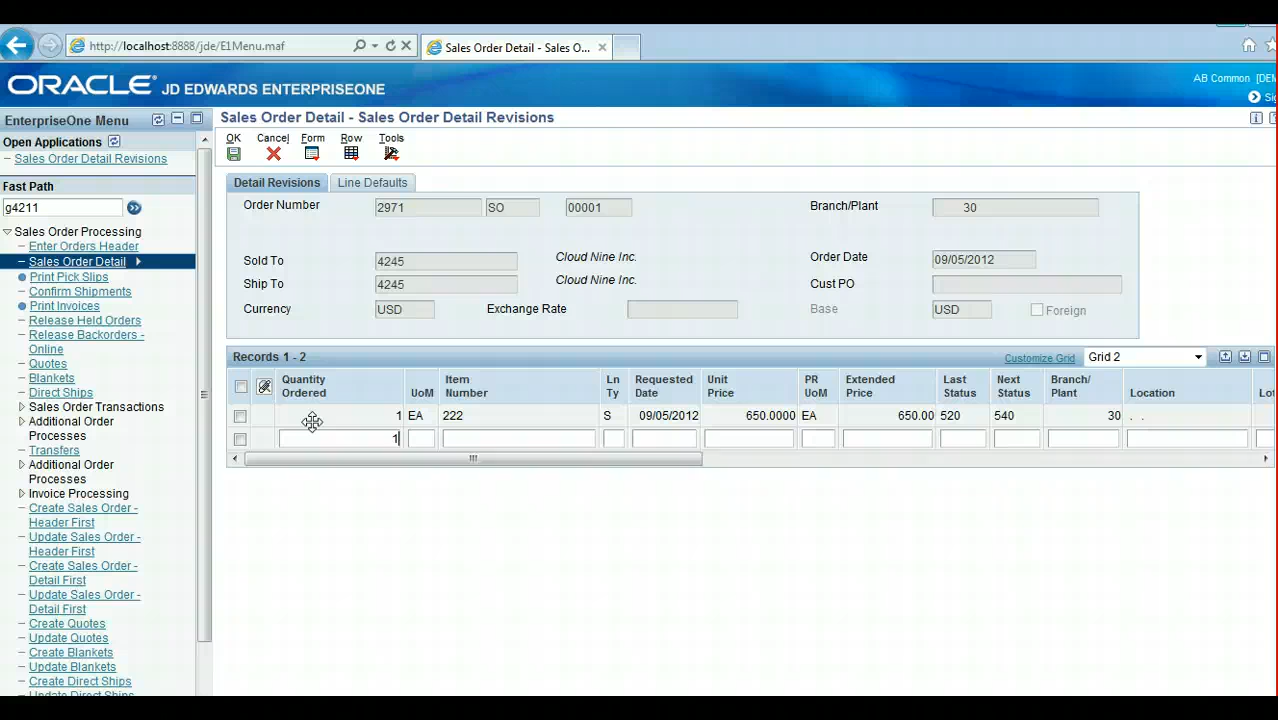 http://localhost:8888/jde/E1Menu.maf
Sales Order Detail - Sales O...
ORACLE® JD EDWARDS ENTERPRISEONE
AB Common [DEM
EnterpriseOne Menu
Open Applications
Sales Order Detail Revisions
Fast Path
g4211
Sales Order Processing
Enter Orders Header
Sales Order Detail
Print Pick Slips
Confirm Shipments
Print Invoices
Release Held Orders
Release Backorders -
Online
Quotes
Blankets
Direct Ships
Sales Order Transactions
Additional Order
Processes
Transfers
Additional Order
Processes
Invoice Processing
Create Sales Order -
Header First
Update Sales Order -
Header First
Create Sales Order -
Detail First
Update Sales Order -
Detail First
Create Quotes
Update Quotes
Create Blankets
Update Blankets
Create Direct Ships
Update Direct Ships
Sales Order Detail - Sales Order Detail Revisions
OK Cancel Form Row Tools
Detail Revisions Line Defaults
Order Number 2971 SO 00001 Branch/Plant 30
Sold To 4245 Cloud Nine Inc. Order Date 09/05/2012
Ship To 4245 Cloud Nine Inc. Cust PO
Currency USD Exchange Rate Base USD Foreign
Records 1 - 2 Customize Grid Grid 2
Quantity Ordered UoM Item Number Ln Ty Requested Date Unit Price PR UoM Extended Price Last Status Next Status Branch/ Plant Location Lot
1 EA 222 S 09/05/2012 650.0000 EA 650.00 520 540 30 . .
1